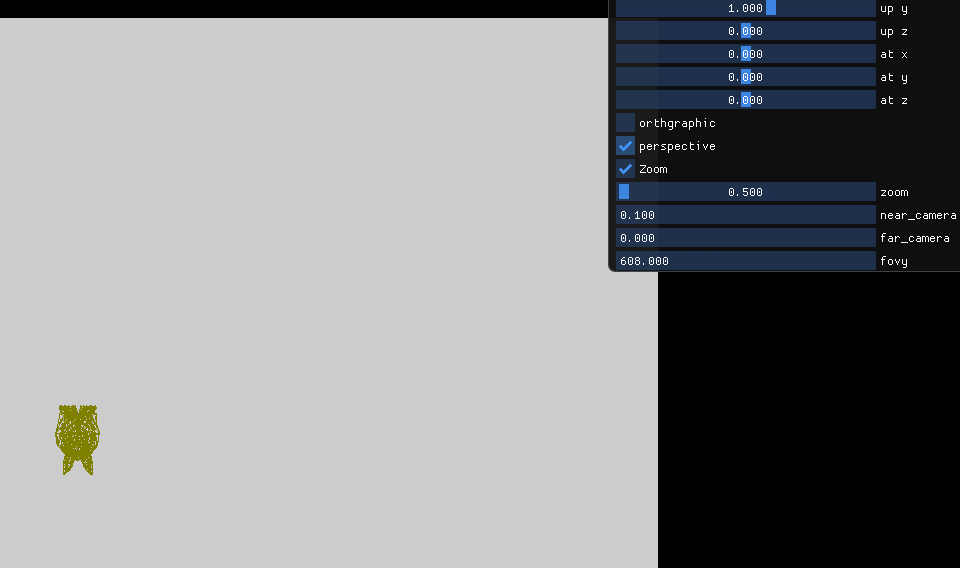 1.000 up y
0.000 up z
0.000 at x
0.000 at y
0.000 at z
orthgraphic
perspective
Zoom
0.500 zoom
0.100 near_camera
0.000 far_camera
608.000 fovy